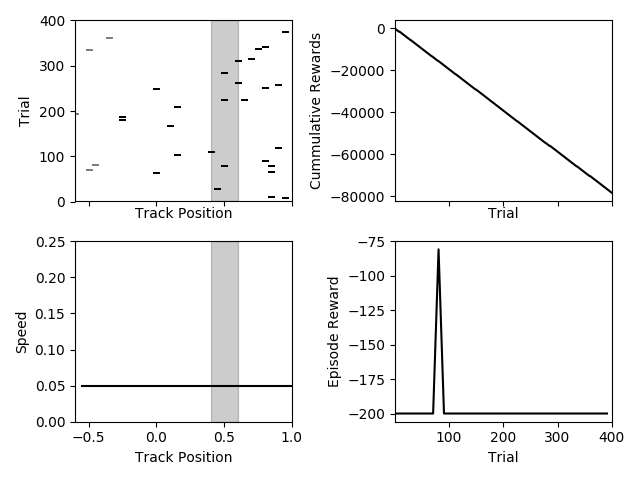 400
300
200
100
0
Trial
Track Position
0
−20000
−40000
−60000
−80000
Cummulative Rewards
Trial
0.25
0.20
0.15
0.10
0.05
0.00
Speed
−0.5 0.0 0.5 1.0
Track Position
−75
−100
−125
−150
−175
−200
Episode Reward
100 200 300 400
Trial